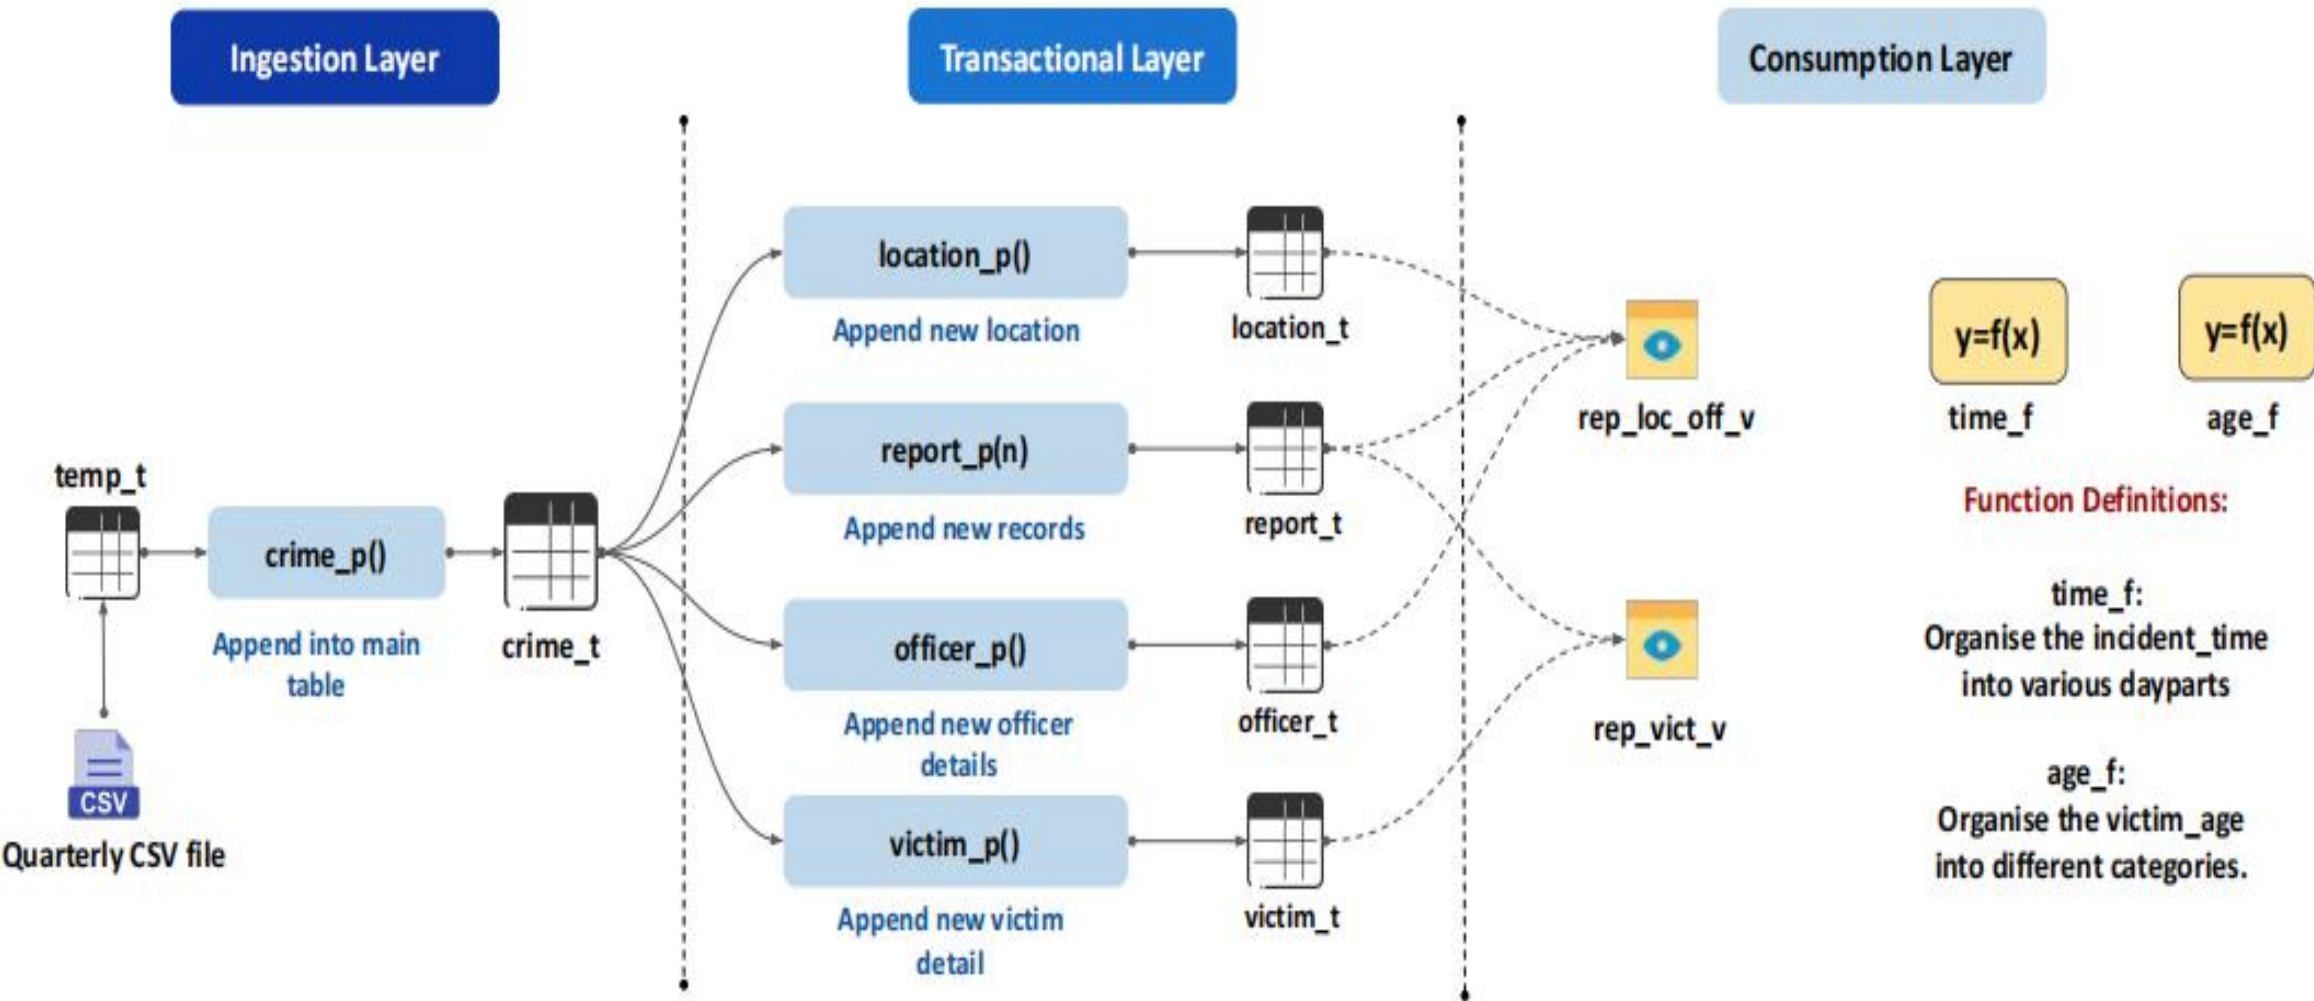 Ingestion Layer
Transactional Layer
Consumption Layer
temp_t
crime_p()
Append into main
table
crime_t
CSV
Quarterly CSV file
location_p()
Append new location
location_t
report_p(n)
Append new records
report_t
officer_p()
Append new officer
details
officer_t
victim_p()
Append new victim
detail
victim_t
rep_loc_off_v
rep_vict_v
y=f(x)
time_f
y=f(x)
age_f
Function Definitions:
time_f:
Organise the incident_time
into various dayparts
age_f:
Organise the victim_age
into different categories.